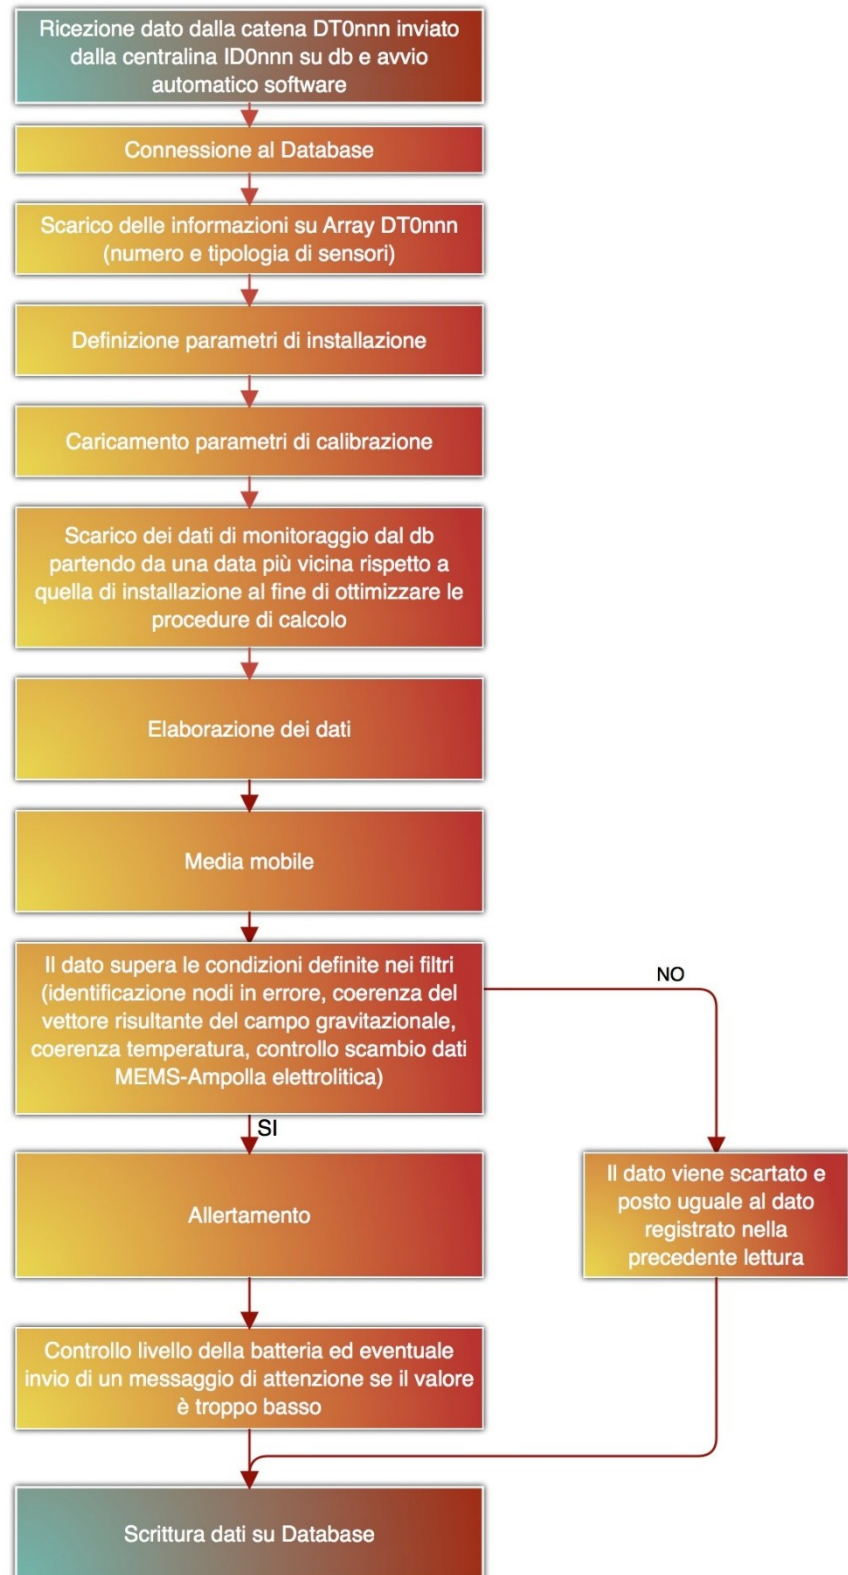 Ricezione dato dalla catena DT0nnn inviato
dalla centralina ID0nnn su db e avvio
automatico software
Connessione al Database
Scarico delle informazioni su Array DT0nnn
(numero e tipologia di sensori)
Definizione parametri di installazione
Caricamento parametri di calibrazione
Scarico dei dati di monitoraggio dal db
partendo da una data più vicina rispetto a
quella di installazione al fine di ottimizzare le
procedure di calcolo
Elaborazione dei dati
Media mobile
Il dato supera le condizioni definite nei filtri
(identificazione nodi in errore, coerenza del
vettore risultante del campo gravitazionale,
coerenza temperatura, controllo scambio dati
MEMS-Ampolla elettrolitica)
NO
SI
Allertamento
Il dato viene scartato e
posto uguale al dato
registrato nella
precedente lettura
Controllo livello della batteria ed eventuale
invio di un messaggio di attenzione se il valore
è troppo basso
Scrittura dati su Database